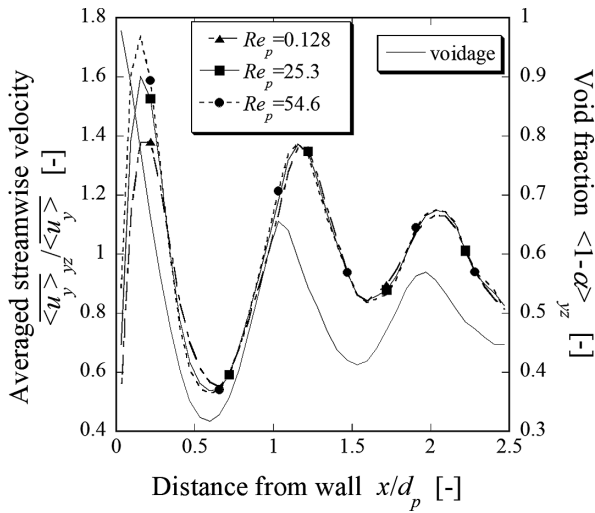 Averaged streamwise velocity
<u_y>_yz/<u_y> [-]
1.8
1.6
1.4
1.2
1
0.8
0.6
0.4
Re_p=0.128
Re_p=25.3
Re_p=54.6
voidage
1
0.9
0.8
0.7
0.6
0.5
0.4
0.3
Void fraction <1-α>_yz [-]
0 0.5 1 1.5 2 2.5
Distance from wall x/d_p [-]